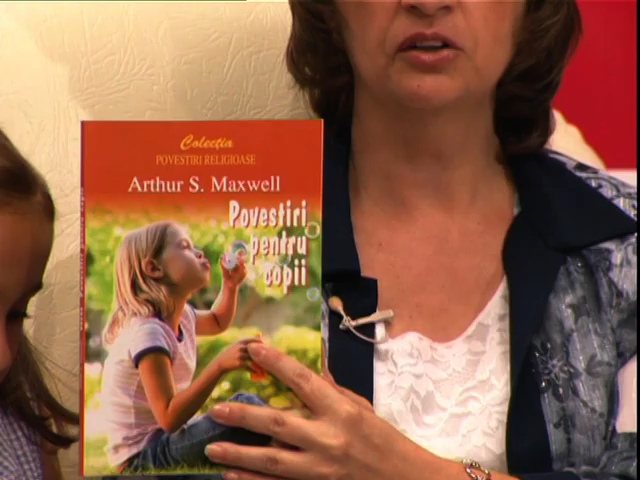 Colecția
POVESTIRI RELIGIOASE
Arthur S. Maxwell
Povestiri
pentru
copii